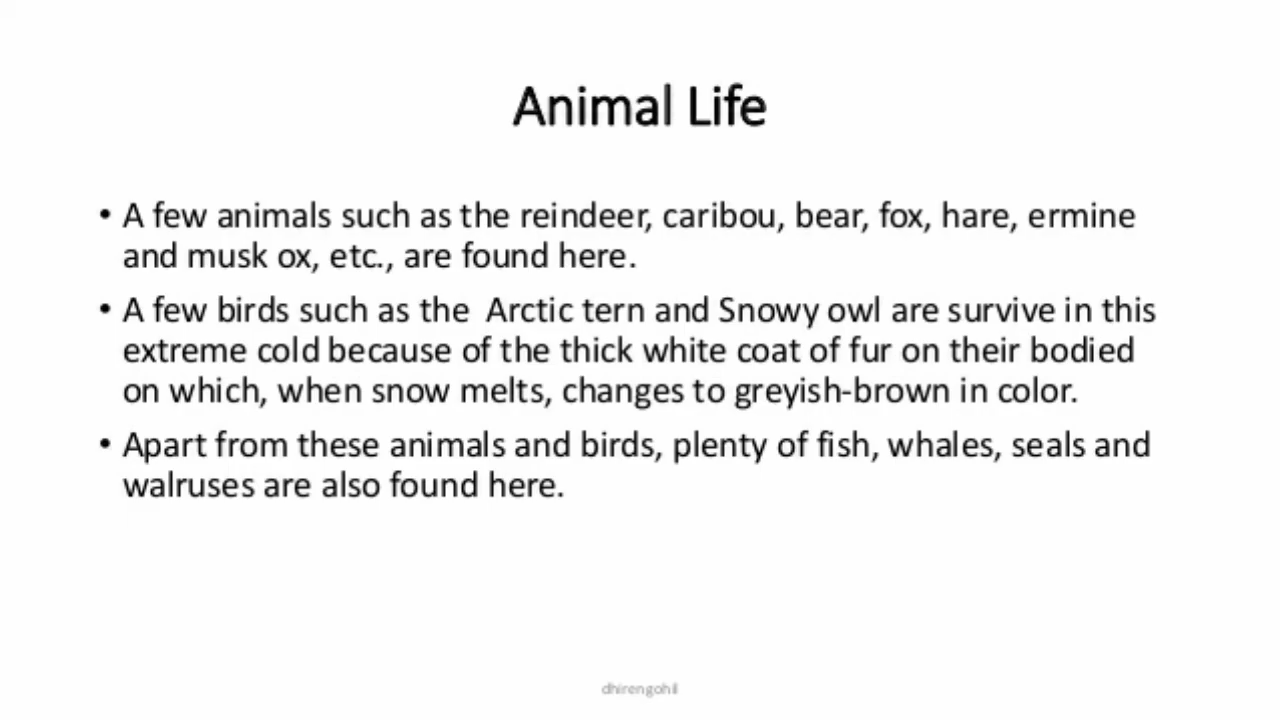 Animal Life
• A few animals such as the reindeer, caribou, bear, fox, hare, ermine
and musk ox, etc., are found here.
• A few birds such as the  Arctic tern and Snowy owl are survive in this
extreme cold because of the thick white coat of fur on their bodied
on which, when snow melts, changes to greyish-brown in color.
• Apart from these animals and birds, plenty of fish, whales, seals and
walruses are also found here.
dhirengohil